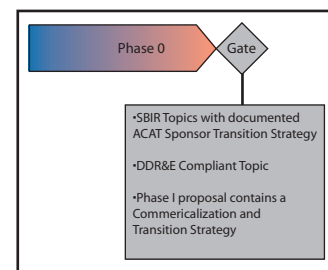 Phase 0
Gate
•SBIR Topics with documented
ACAT Sponsor Transition Strategy
•DDR&E Compliant Topic
•Phase I proposal contains a
Commericalization and
Transition Strategy